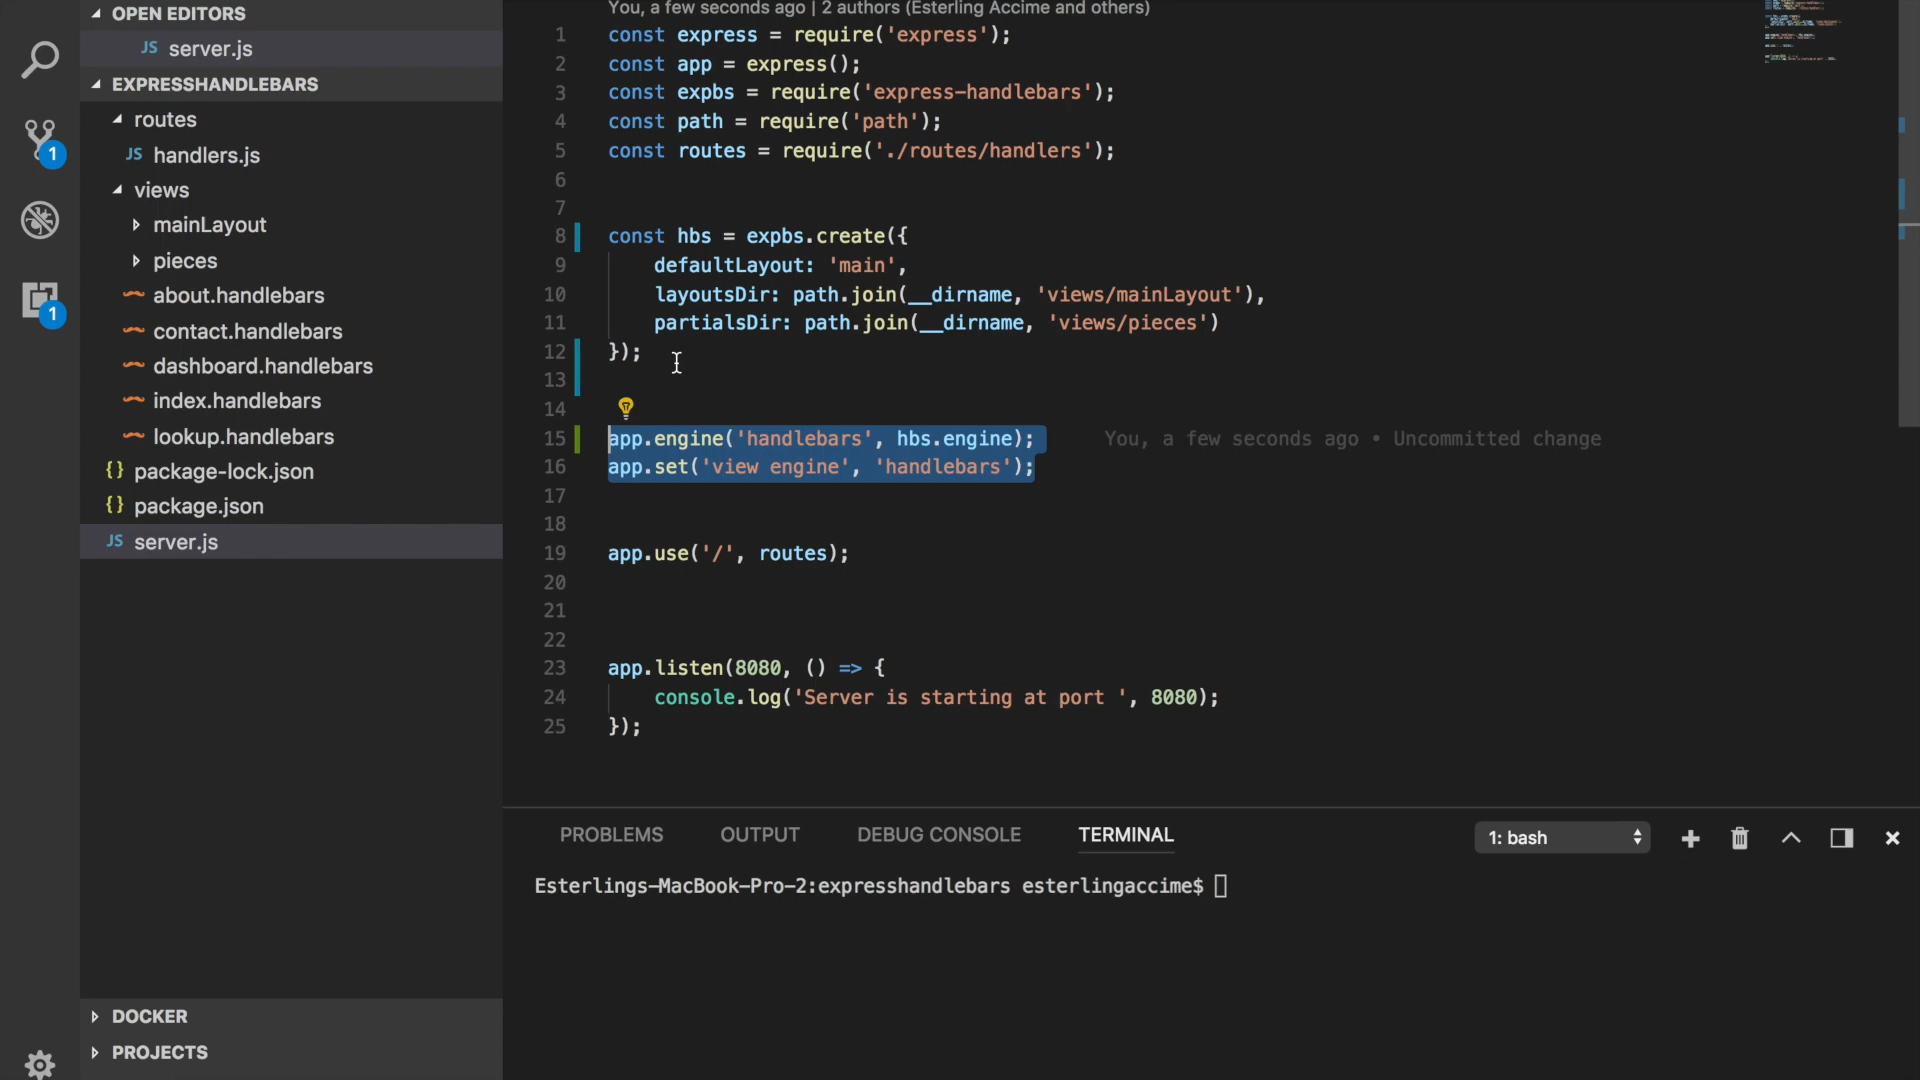 OPEN EDITORS
JS server.js
EXPRESSHANDLEBARS
routes
JS handlers.js
views
mainLayout
pieces
about.handlebars
contact.handlebars
dashboard.handlebars
index.handlebars
lookup.handlebars
{} package-lock.json
{} package.json
JS server.js
DOCKER
PROJECTS
1
1
You, a few seconds ago | 2 authors (Esterling Accime and others)
1 const express = require('express');
2 const app = express();
3 const expbs = require('express-handlebars');
4 const path = require('path');
5 const routes = require('./routes/handlers');
6
7
8 const hbs = expbs.create({
9 defaultLayout: 'main',
10 layoutsDir: path.join(__dirname, 'views/mainLayout'),
11 partialsDir: path.join(__dirname, 'views/pieces')
12 });
13
14
15 app.engine('handlebars', hbs.engine); You, a few seconds ago • Uncommitted change
16 app.set('view engine', 'handlebars');
17
18
19 app.use('/', routes);
20
21
22
23 app.listen(8080, () => {
24 console.log('Server is starting at port ', 8080);
25 });
PROBLEMS OUTPUT DEBUG CONSOLE TERMINAL 1: bash
Esterlings-MacBook-Pro-2:expresshandlebars esterlingaccime$